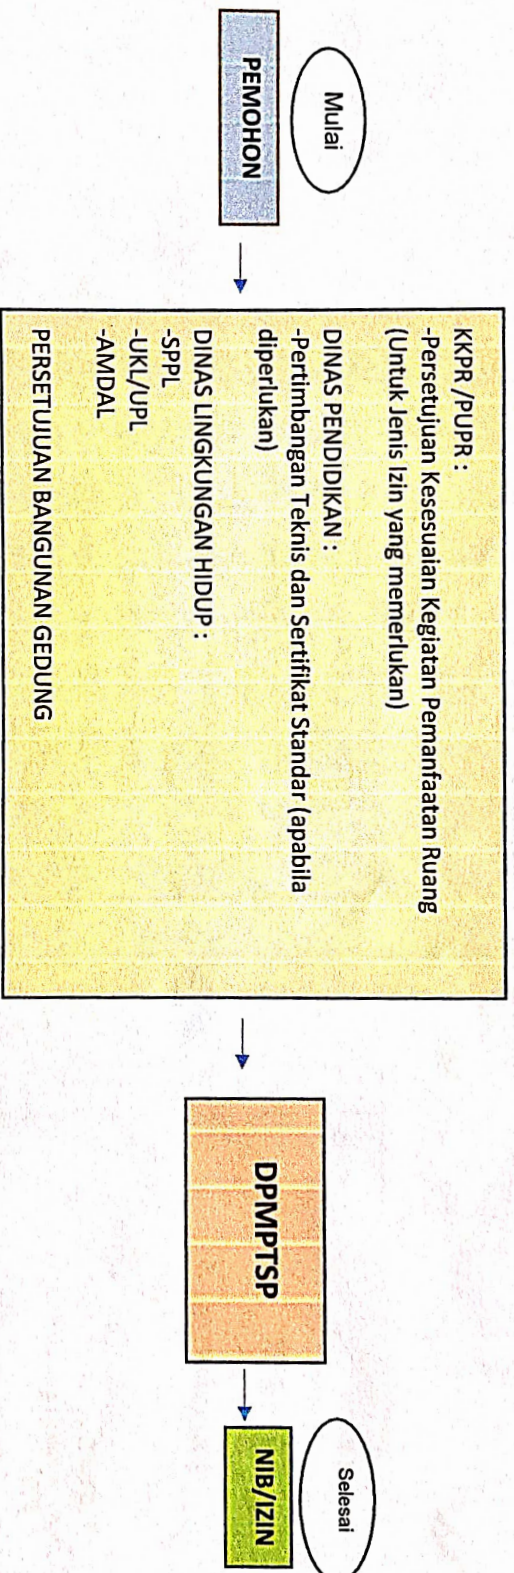 Mulai
PEMOHON
KKPR /PUPR :
-Persetujuan Kesesuaian Kegiatan Pemanfaatan Ruang
(Untuk Jenis Izin yang memerlukan)
DINAS PENDIDIKAN :
-Pertimbangan Teknis dan Sertifikat Standar (apabila
diperlukan)
DINAS LINGKUNGAN HIDUP :
-SPPL
-UKL/UPL
-AMDAL
PERSETUJUAN BANGUNAN GEDUNG
DPMPTSP
Selesai
NIB/IZIN